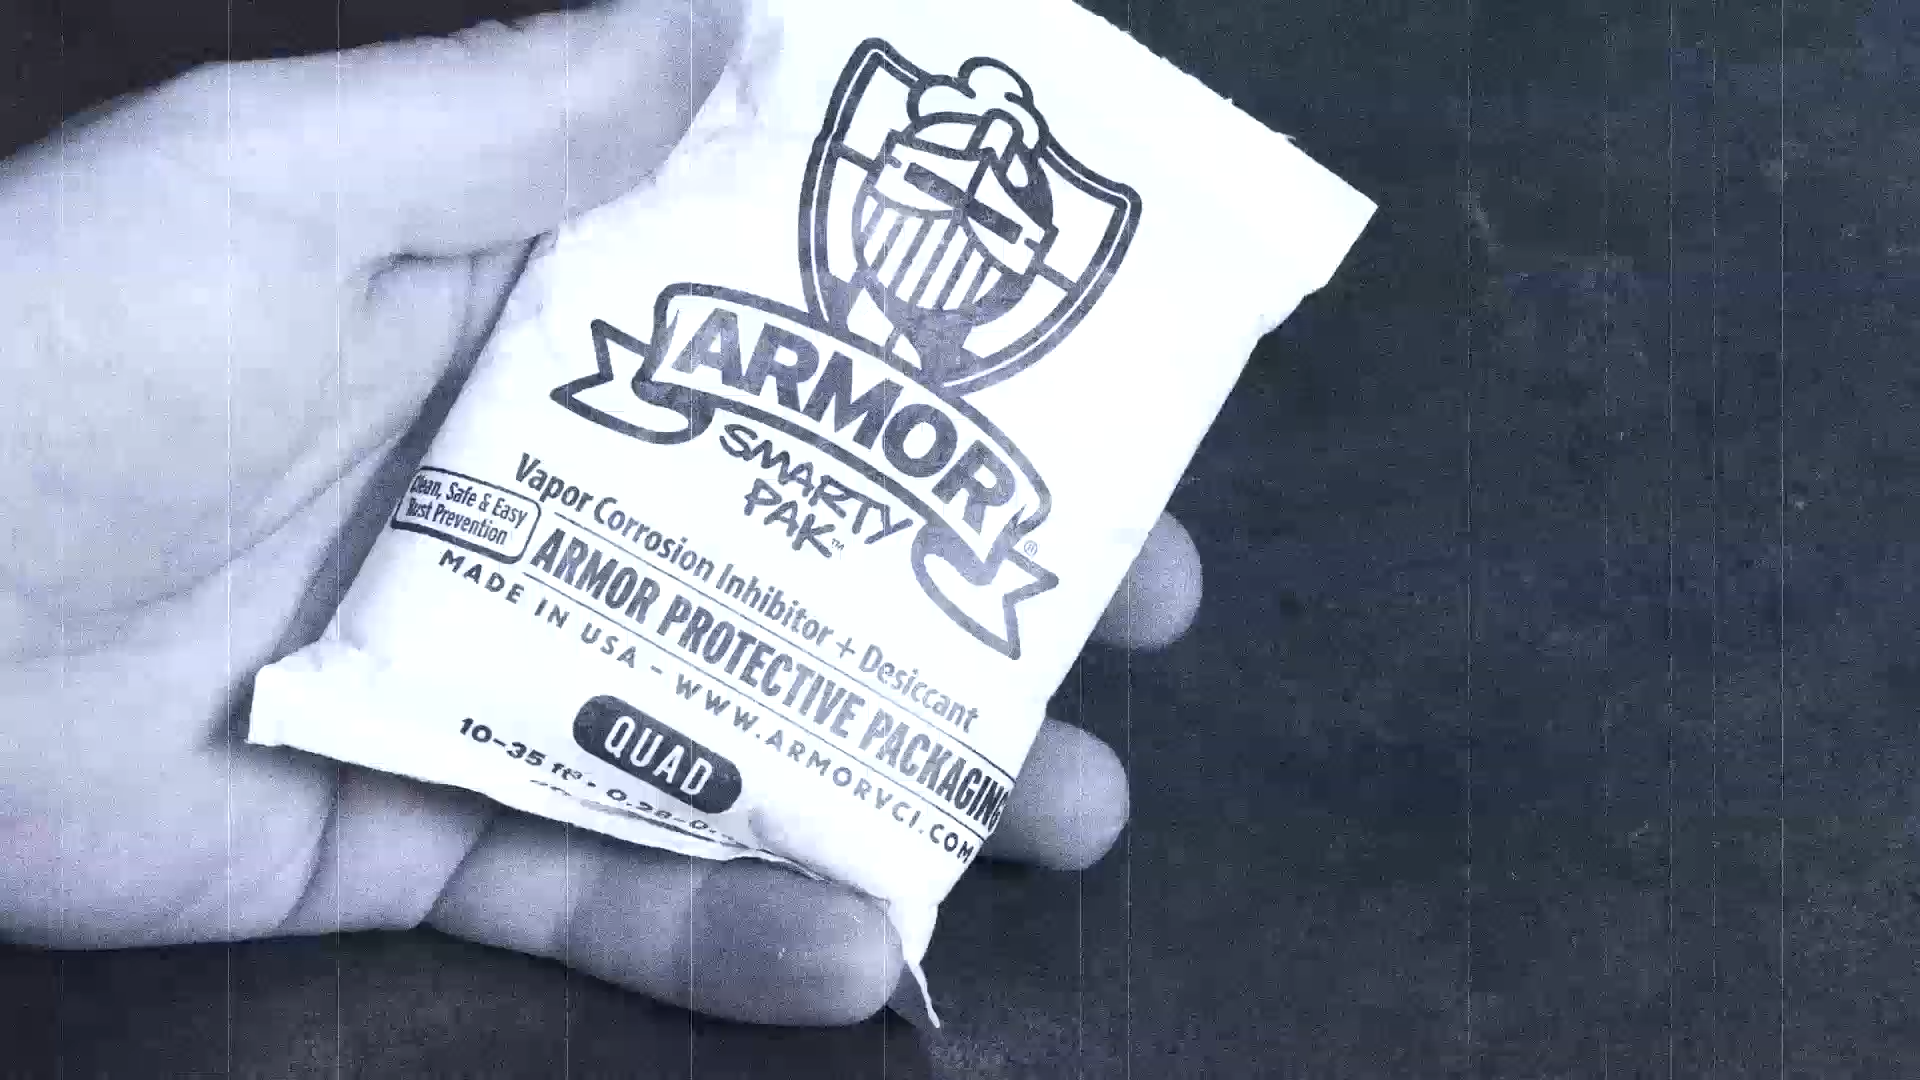 ARMOR®
SMARTY
PAK™
Vapor Corrosion Inhibitor + Desiccant
Clean, Safe & Easy
Rust Prevention
ARMOR PROTECTIVE PACKAGING
MADE IN USA - WWW.ARMORVCI.COM
QUAD
10-35 ft³ •